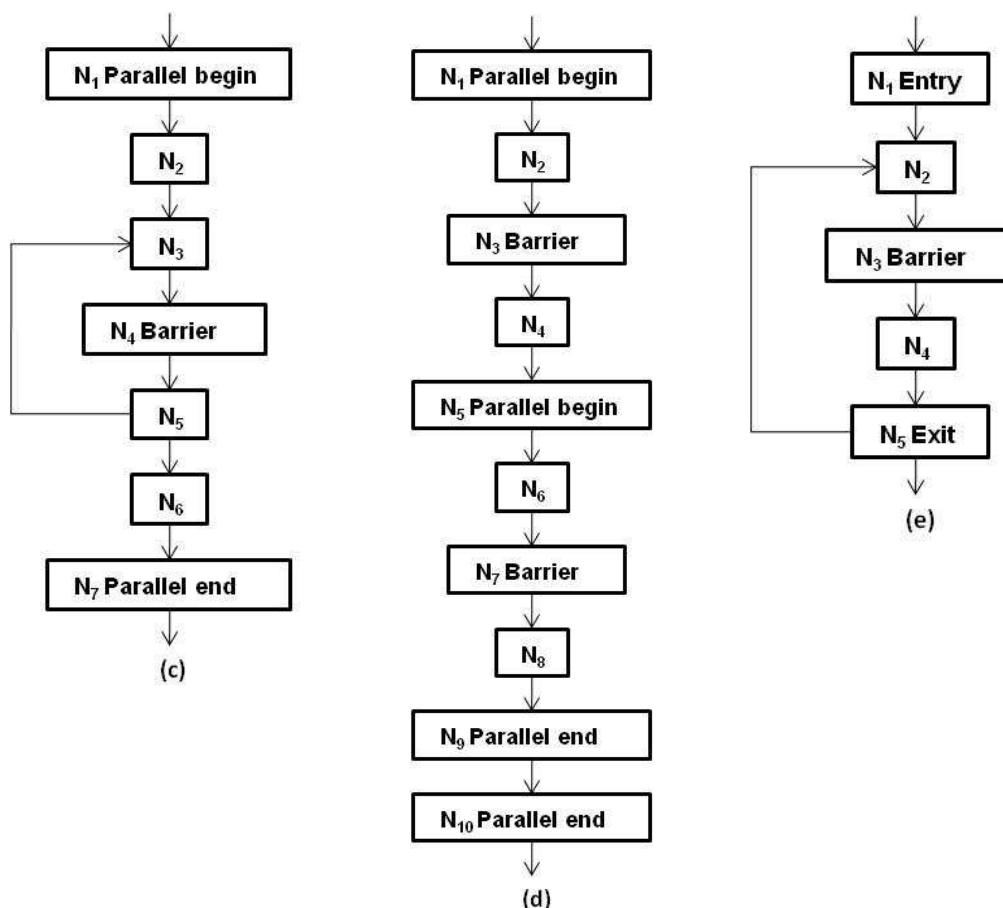 N₁ Parallel begin
N₂
N₃
N₄ Barrier
N₅
N₆
N₇ Parallel end
(c)
N₁ Parallel begin
N₂
N₃ Barrier
N₄
N₅ Parallel begin
N₆
N₇ Barrier
N₈
N₉ Parallel end
N₁₀ Parallel end
(d)
N₁ Entry
N₂
N₃ Barrier
N₄
N₅ Exit
(e)